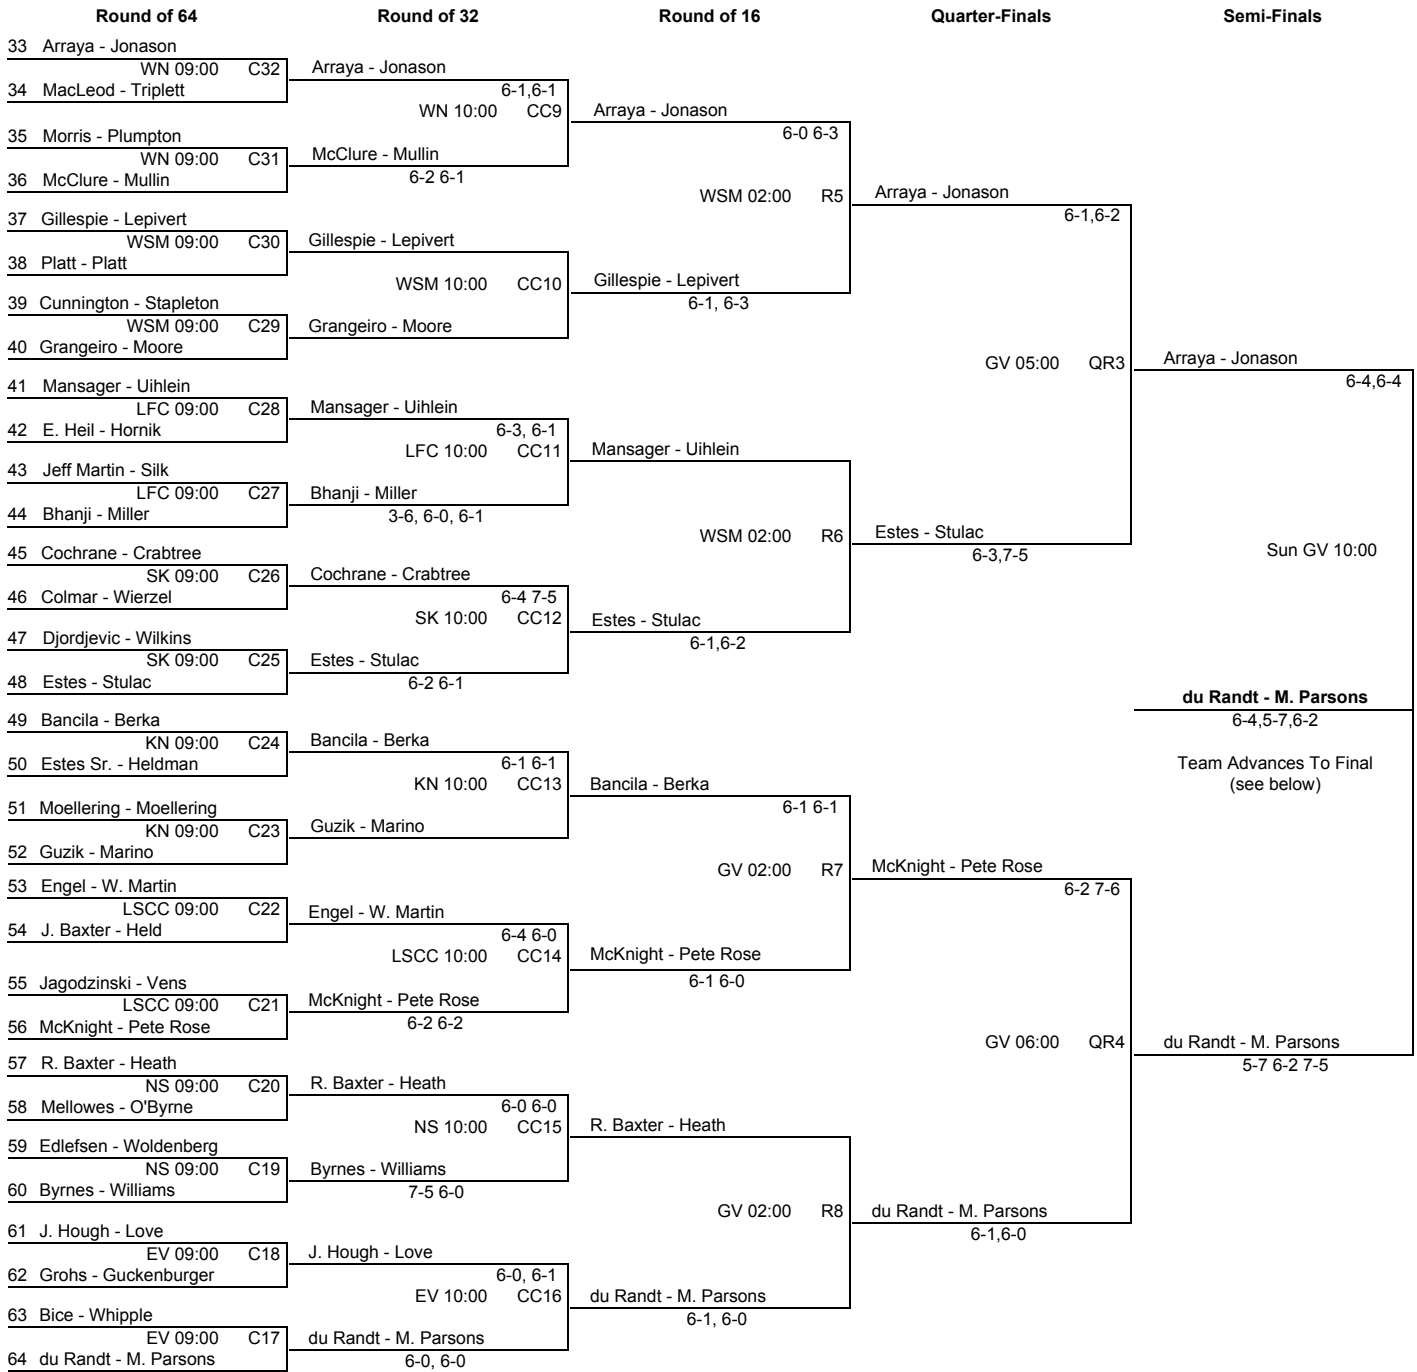 Round of 64 Round of 32 Round of 16 Quarter-Finals Semi-Finals
33 Arraya - Jonason
WN 09:00 C32
34 MacLeod - Triplett
35 Morris - Plumpton
WN 09:00 C31
36 McClure - Mullin
37 Gillespie - Lepivert
WSM 09:00 C30
38 Platt - Platt
39 Cunnington - Stapleton
WSM 09:00 C29
40 Grangeiro - Moore
41 Mansager - Uihlein
LFC 09:00 C28
42 E. Heil - Hornik
43 Jeff Martin - Silk
LFC 09:00 C27
44 Bhanji - Miller
45 Cochrane - Crabtree
SK 09:00 C26
46 Colmar - Wierzel
47 Djordjevic - Wilkins
SK 09:00 C25
48 Estes - Stulac
49 Bancila - Berka
KN 09:00 C24
50 Estes Sr. - Heldman
51 Moellering - Moellering
KN 09:00 C23
52 Guzik - Marino
53 Engel - W. Martin
LSCC 09:00 C22
54 J. Baxter - Held
55 Jagodzinski - Vens
LSCC 09:00 C21
56 McKnight - Pete Rose
57 R. Baxter - Heath
NS 09:00 C20
58 Mellowes - O'Byrne
59 Edlefsen - Woldenberg
NS 09:00 C19
60 Byrnes - Williams
61 J. Hough - Love
EV 09:00 C18
62 Grohs - Guckenburger
63 Bice - Whipple
EV 09:00 C17
64 du Randt - M. Parsons
Arraya - Jonason
6-1,6-1
WN 10:00 CC9
McClure - Mullin
6-2 6-1
Gillespie - Lepivert
WSM 10:00 CC10
Grangeiro - Moore
Mansager - Uihlein
6-3, 6-1
LFC 10:00 CC11
Bhanji - Miller
3-6, 6-0, 6-1
Cochrane - Crabtree
6-4 7-5
SK 10:00 CC12
Estes - Stulac
6-2 6-1
Bancila - Berka
6-1 6-1
KN 10:00 CC13
Guzik - Marino
Engel - W. Martin
6-4 6-0
LSCC 10:00 CC14
McKnight - Pete Rose
6-2 6-2
R. Baxter - Heath
6-0 6-0
NS 10:00 CC15
Byrnes - Williams
7-5 6-0
J. Hough - Love
6-0, 6-1
EV 10:00 CC16
du Randt - M. Parsons
6-0, 6-0
Arraya - Jonason
6-0 6-3
WSM 02:00 R5
Gillespie - Lepivert
6-1, 6-3
Mansager - Uihlein
WSM 02:00 R6
Estes - Stulac
6-1,6-2
Bancila - Berka
6-1 6-1
GV 02:00 R7
McKnight - Pete Rose
6-1 6-0
R. Baxter - Heath
GV 02:00 R8
du Randt - M. Parsons
6-1, 6-0
Arraya - Jonason
6-1,6-2
GV 05:00 QR3
Estes - Stulac
6-3,7-5
McKnight - Pete Rose
6-2 7-6
GV 06:00 QR4
du Randt - M. Parsons
6-1,6-0
Arraya - Jonason
6-4,6-4
Sun GV 10:00
du Randt - M. Parsons
6-4,5-7,6-2
Team Advances To Final
(see below)
du Randt - M. Parsons
5-7 6-2 7-5